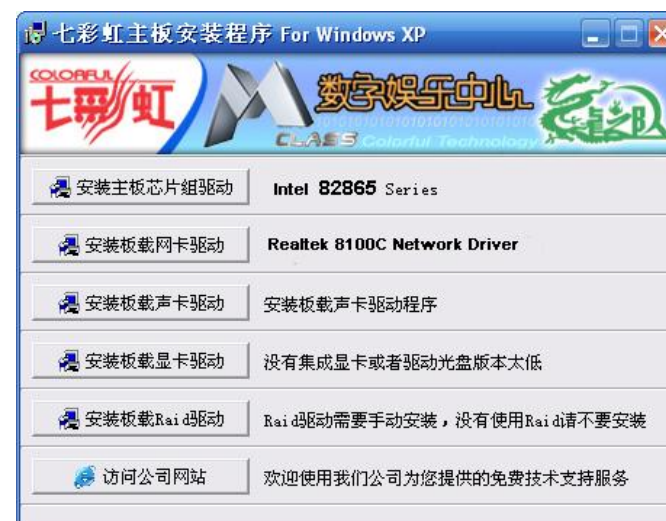 七彩虹主板安装程序 For Windows XP
COLORFUL
七彩虹
M
CLASS
数字娱乐中心
Colorful Technology
之队
安装主板芯片组驱动 Intel 82865 Series
安装板载网卡驱动 Realtek 8100C Network Driver
安装板载声卡驱动 安装板载声卡驱动程序
安装板载显卡驱动 没有集成显卡或者驱动光盘版本太低
安装板载Raid驱动 Raid驱动需要手动安装，没有使用Raid请不要安装
访问公司网站 欢迎使用我们公司为您提供的免费技术支持服务